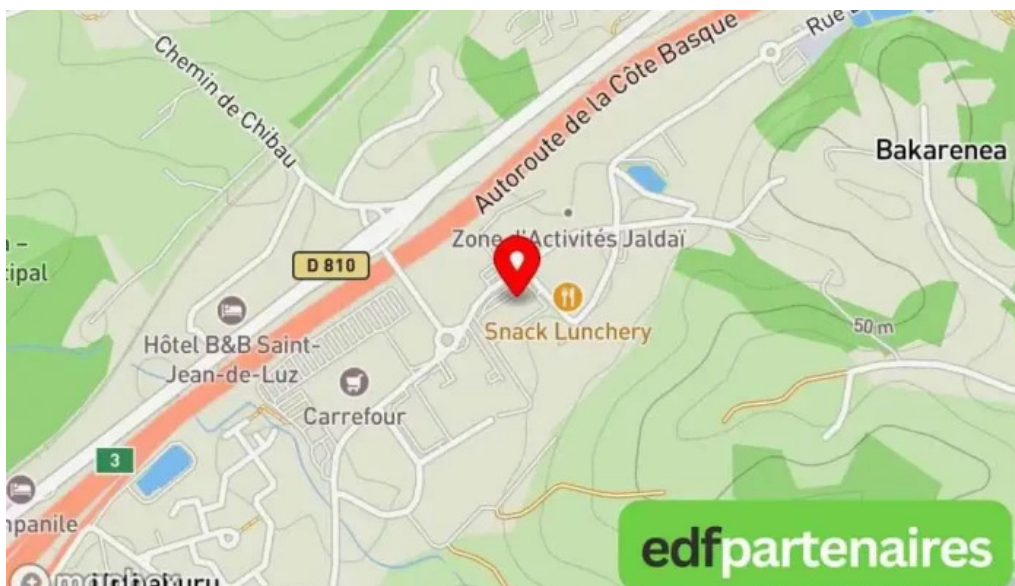 Rue
Chemin de Chibau
Autoroute de la Côte Basque
Bakarenea
Zone d'Activités Jaldaï
D 810
Snack Lunchery
50 m
Hôtel B&B Saint-
Jean-de-Luz
Carrefour
3
edfpartenaires